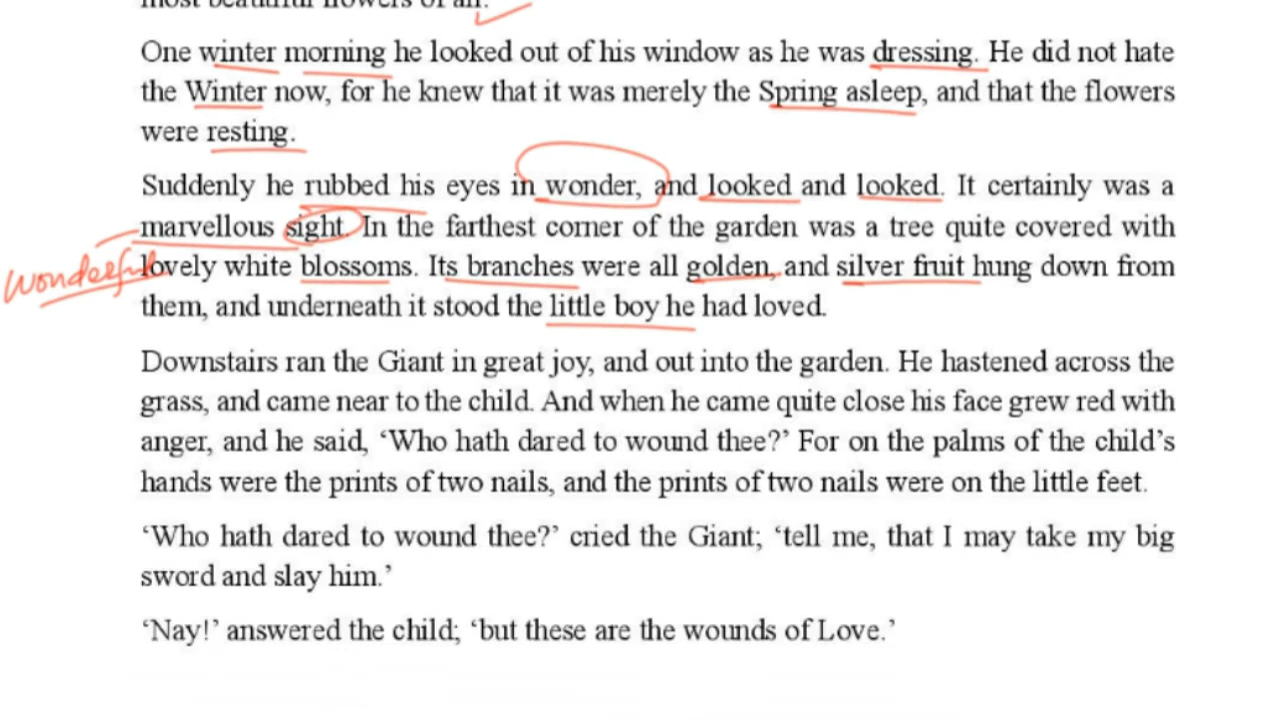 most beautiful flowers of all.
One winter morning he looked out of his window as he was dressing. He did not hate
the Winter now, for he knew that it was merely the Spring asleep, and that the flowers
were resting.
Suddenly he rubbed his eyes in wonder, and looked and looked. It certainly was a
marvellous sight. In the farthest corner of the garden was a tree quite covered with
wonderful
lovely white blossoms. Its branches were all golden, and silver fruit hung down from
them, and underneath it stood the little boy he had loved.
Downstairs ran the Giant in great joy, and out into the garden. He hastened across the
grass, and came near to the child. And when he came quite close his face grew red with
anger, and he said, ‘Who hath dared to wound thee?’ For on the palms of the child’s
hands were the prints of two nails, and the prints of two nails were on the little feet.
‘Who hath dared to wound thee?’ cried the Giant; ‘tell me, that I may take my big
sword and slay him.’
‘Nay!’ answered the child; ‘but these are the wounds of Love.’